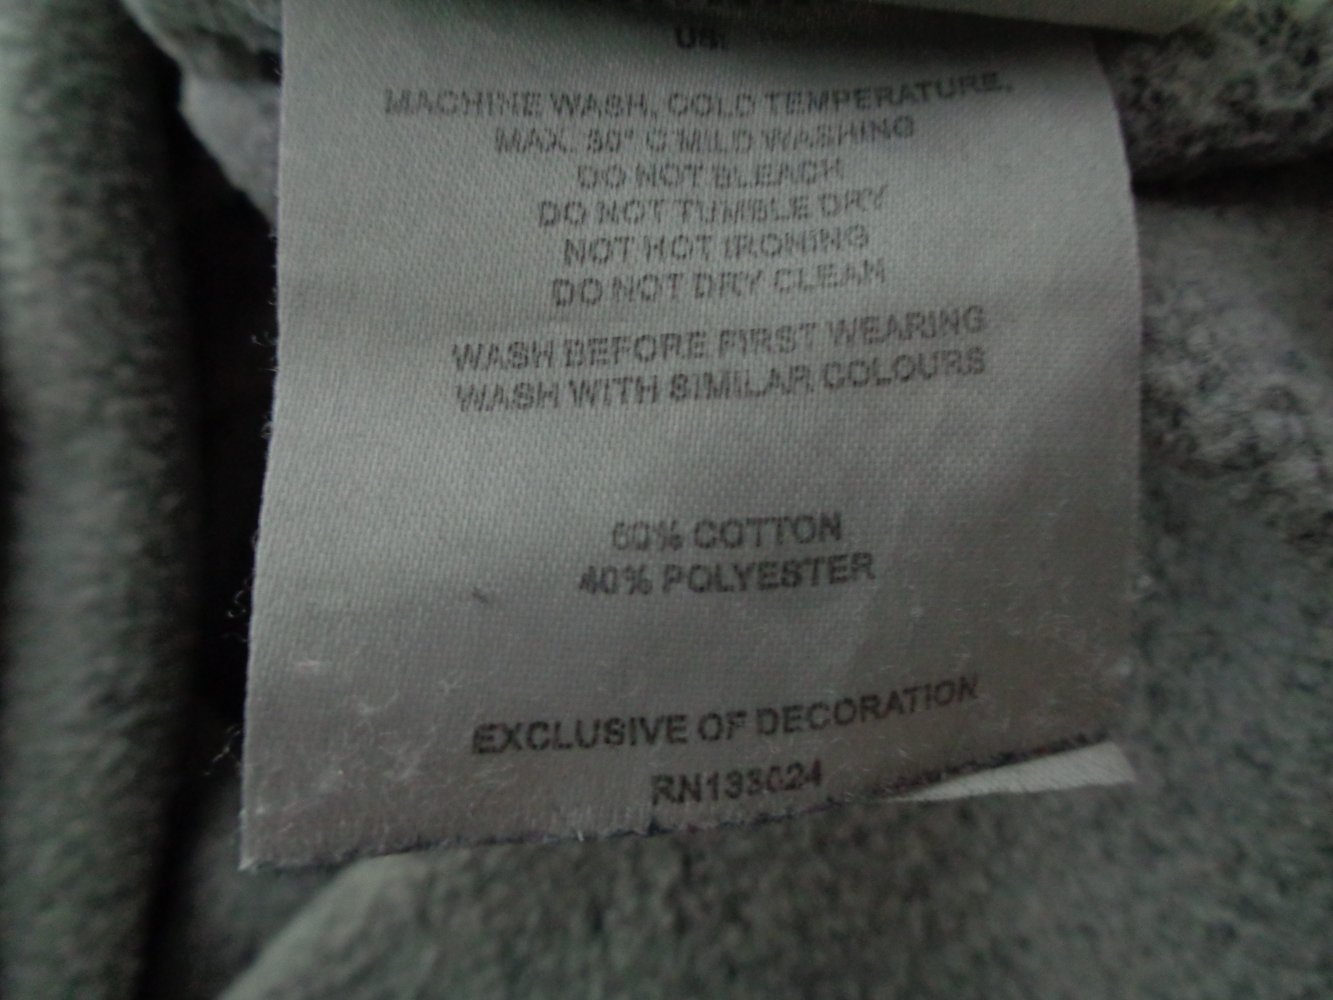 US:
MACHINE WASH, COLD TEMPERATURE.
MAX. 30° C MILD WASHING
DO NOT BLEACH
DO NOT TUMBLE DRY
NOT HOT IRONING
DO NOT DRY CLEAN
WASH BEFORE FIRST WEARING
WASH WITH SIMILAR COLOURS
60% COTTON
40% POLYESTER
EXCLUSIVE OF DECORATION
RN133024